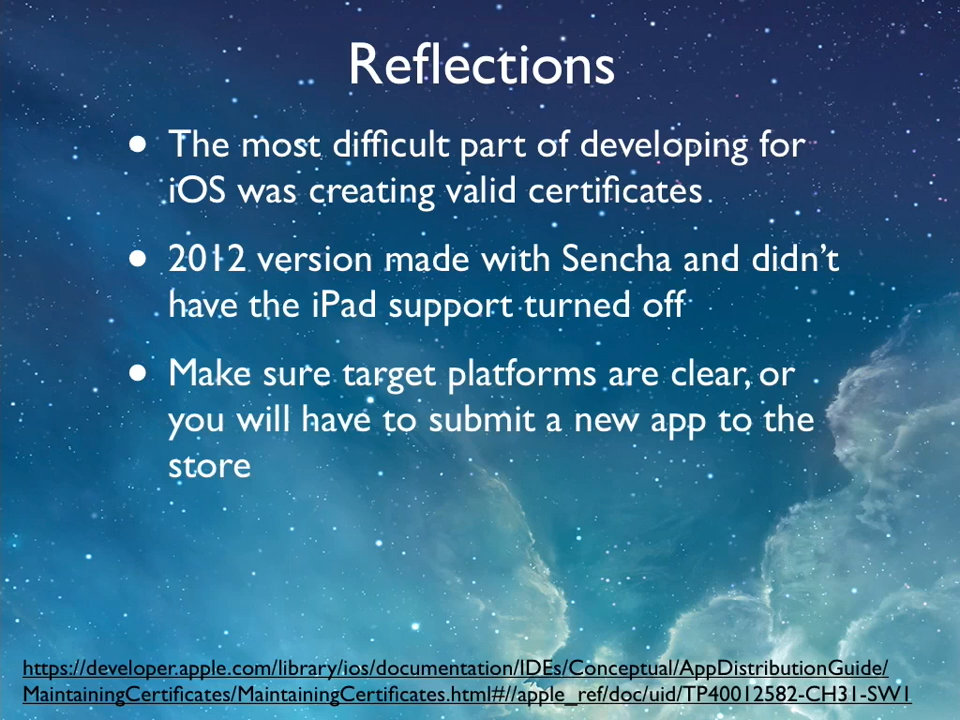 Reflections
• The most difficult part of developing for
iOS was creating valid certificates
• 2012 version made with Sencha and didn’t
have the iPad support turned off
• Make sure target platforms are clear, or
you will have to submit a new app to the
store
https://developer.apple.com/library/ios/documentation/IDEs/Conceptual/AppDistributionGuide/
MaintainingCertificates/MaintainingCertificates.html#//apple_ref/doc/uid/TP40012582-CH31-SW1